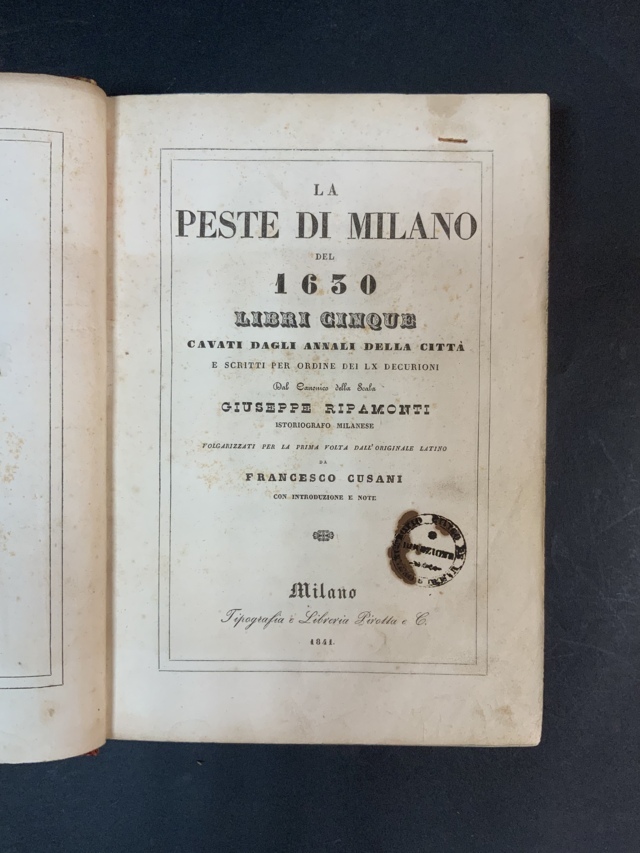 LA
PESTE DI MILANO
DEL
1630
LIBRI CINQUE
CAVATI DAGLI ANNALI DELLA CITTÀ
E SCRITTI PER ORDINE DEI LX DECURIONI
Dal Canonico della Scala
GIUSEPPE RIPAMONTI
ISTORIOGRAFO MILANESE
VOLGARIZZATI PER LA PRIMA VOLTA DALL'ORIGINALE LATINO
DA
FRANCESCO CUSANI
CON INTRODUZIONE E NOTE
Milano
Tipografia e Libreria Pirotta e C.
1841.